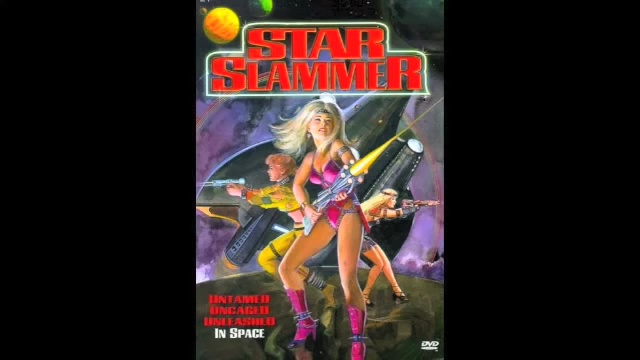 STAR
SLAMMER
UNTAMED
UNCAGED
UNLEASHED
IN SPACE
DVD